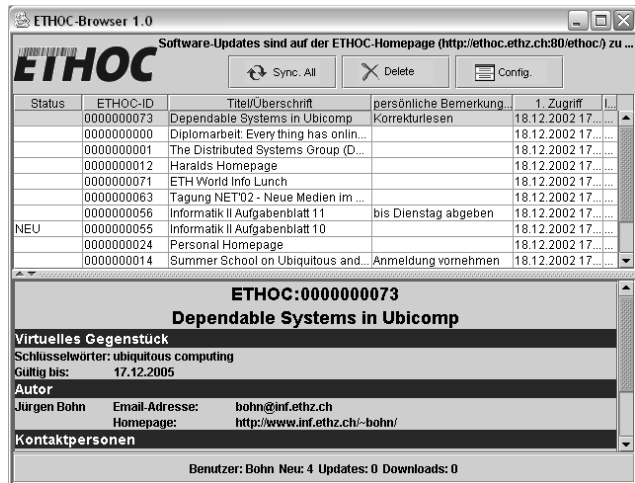 ETHOC-Browser 1.0
ETHOC
Software-Updates sind auf der ETHOC-Homepage (http://ethoc.ethz.ch:80/ethoc/) zu ...
Sync. All Delete Config.
Status ETHOC-ID Titel/Überschrift persönliche Bemerkung... 1. Zugriff l...
0000000073 Dependable Systems in Ubicomp Korrekturlesen 18.12.2002 17... ...
0000000000 Diplomarbeit: Every thing has onlin... 18.12.2002 17... ...
0000000001 The Distributed Systems Group (D... 18.12.2002 17... ...
0000000012 Haralds Homepage 18.12.2002 17... ...
0000000071 ETH World Info Lunch 18.12.2002 17... ...
0000000063 Tagung NET'02 - Neue Medien im ... 18.12.2002 17... ...
0000000056 Informatik II Aufgabenblatt 11 bis Dienstag abgeben 18.12.2002 17... ...
NEU 0000000055 Informatik II Aufgabenblatt 10 18.12.2002 17... ...
0000000024 Personal Homepage 18.12.2002 17... ...
0000000014 Summer School on Ubiquitous and... Anmeldung vornehmen 18.12.2002 17... ...
ETHOC:0000000073
Dependable Systems in Ubicomp
Virtuelles Gegenstück
Schlüsselwörter: ubiquitous computing
Gültig bis: 17.12.2005
Autor
Jürgen Bohn Email-Adresse: bohn@inf.ethz.ch
Homepage: http://www.inf.ethz.ch/~bohn/
Kontaktpersonen
Benutzer: Bohn Neu: 4 Updates: 0 Downloads: 0